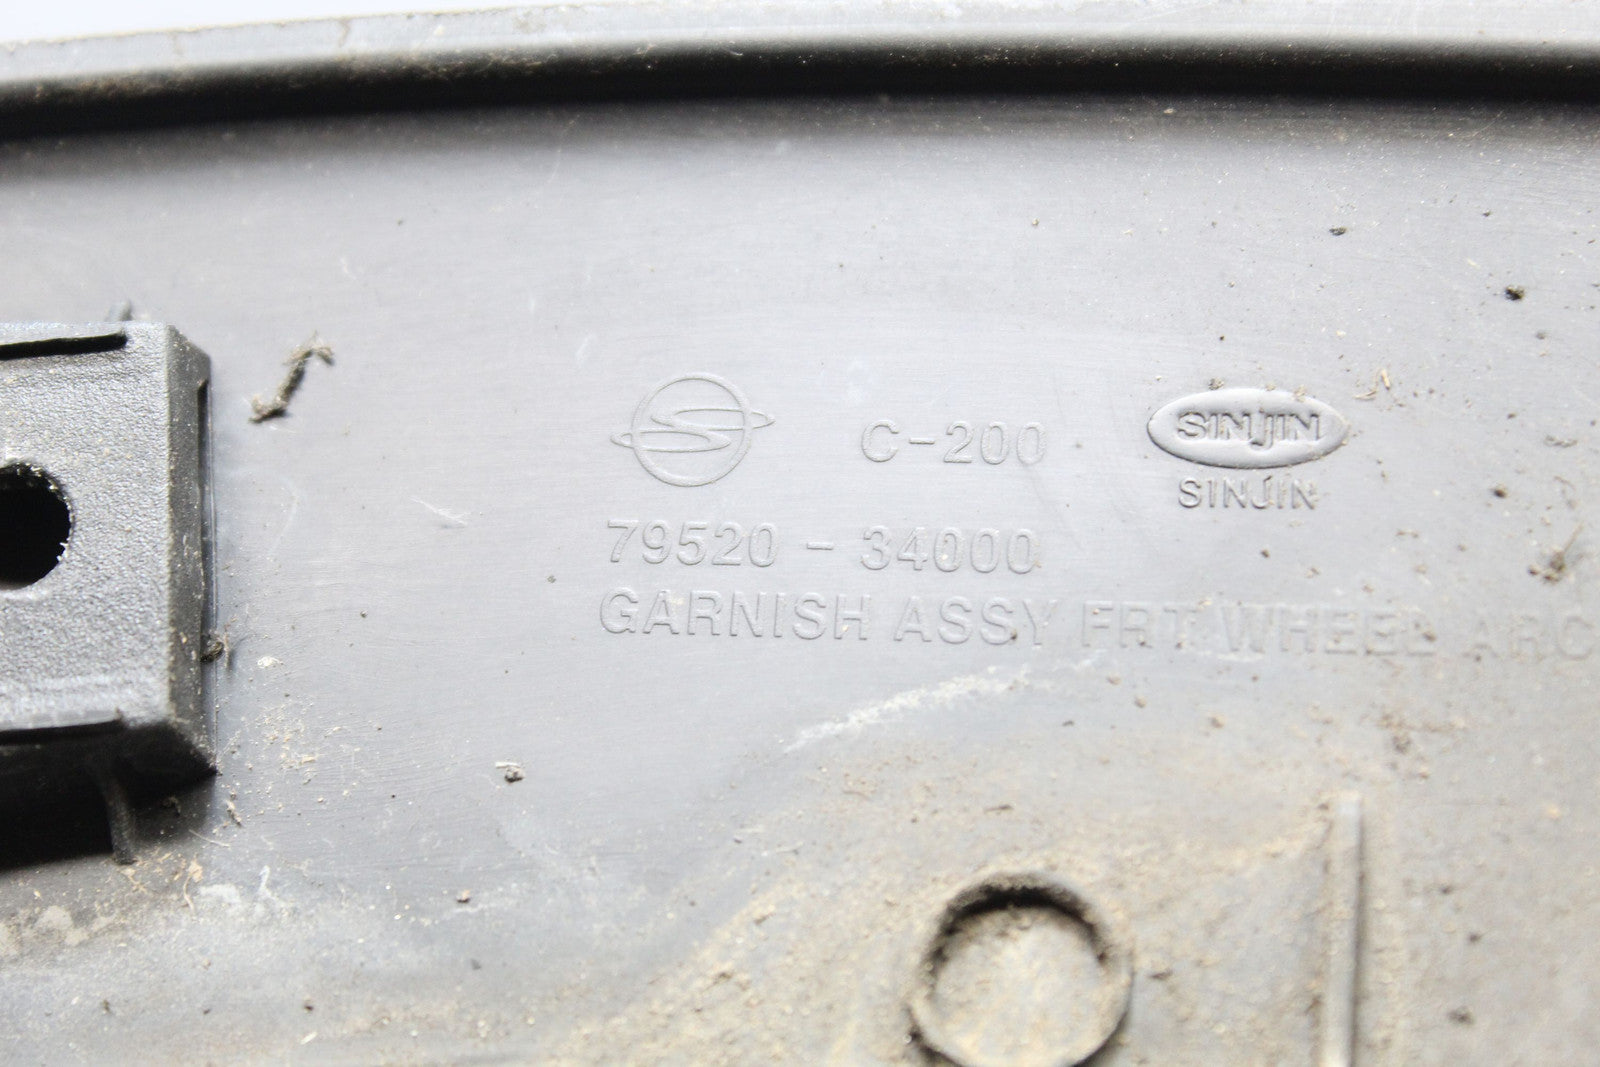 C-200
SINJIN
SINJIN
79520 - 34000
GARNISH ASSY FRT WHEEL ARC